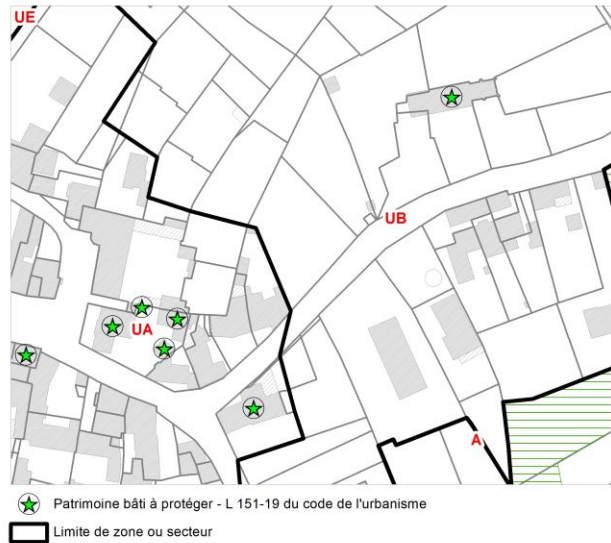 UE
UB
UA
A
Patrimoine bâti à protéger - L 151-19 du code de l'urbanisme
Limite de zone ou secteur